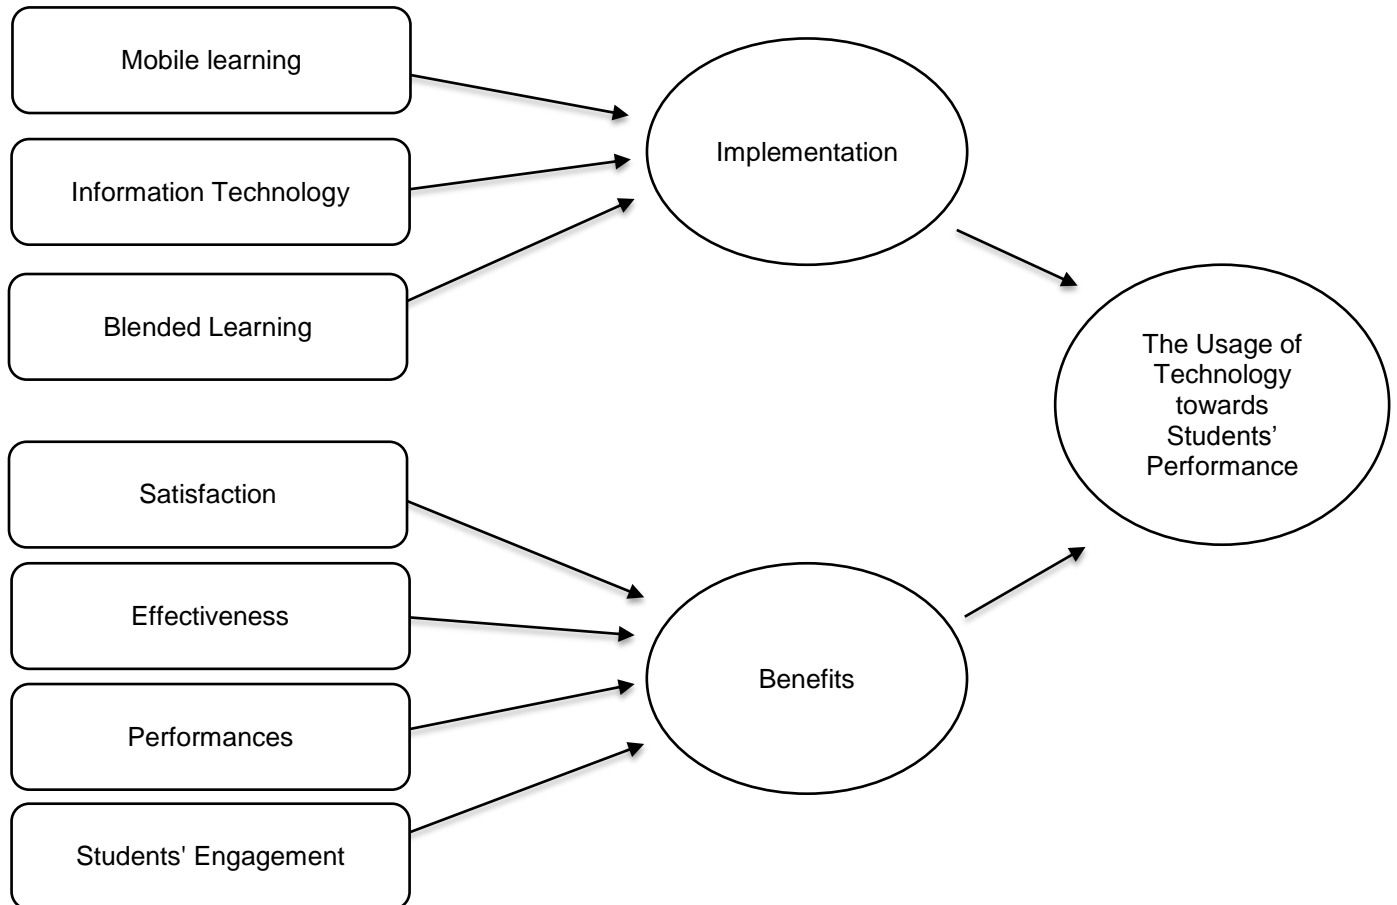 Mobile learning
Information Technology
Blended Learning
Implementation
Satisfaction
Effectiveness
Performances
Students' Engagement
Benefits
The Usage of
Technology
towards
Students’
Performance